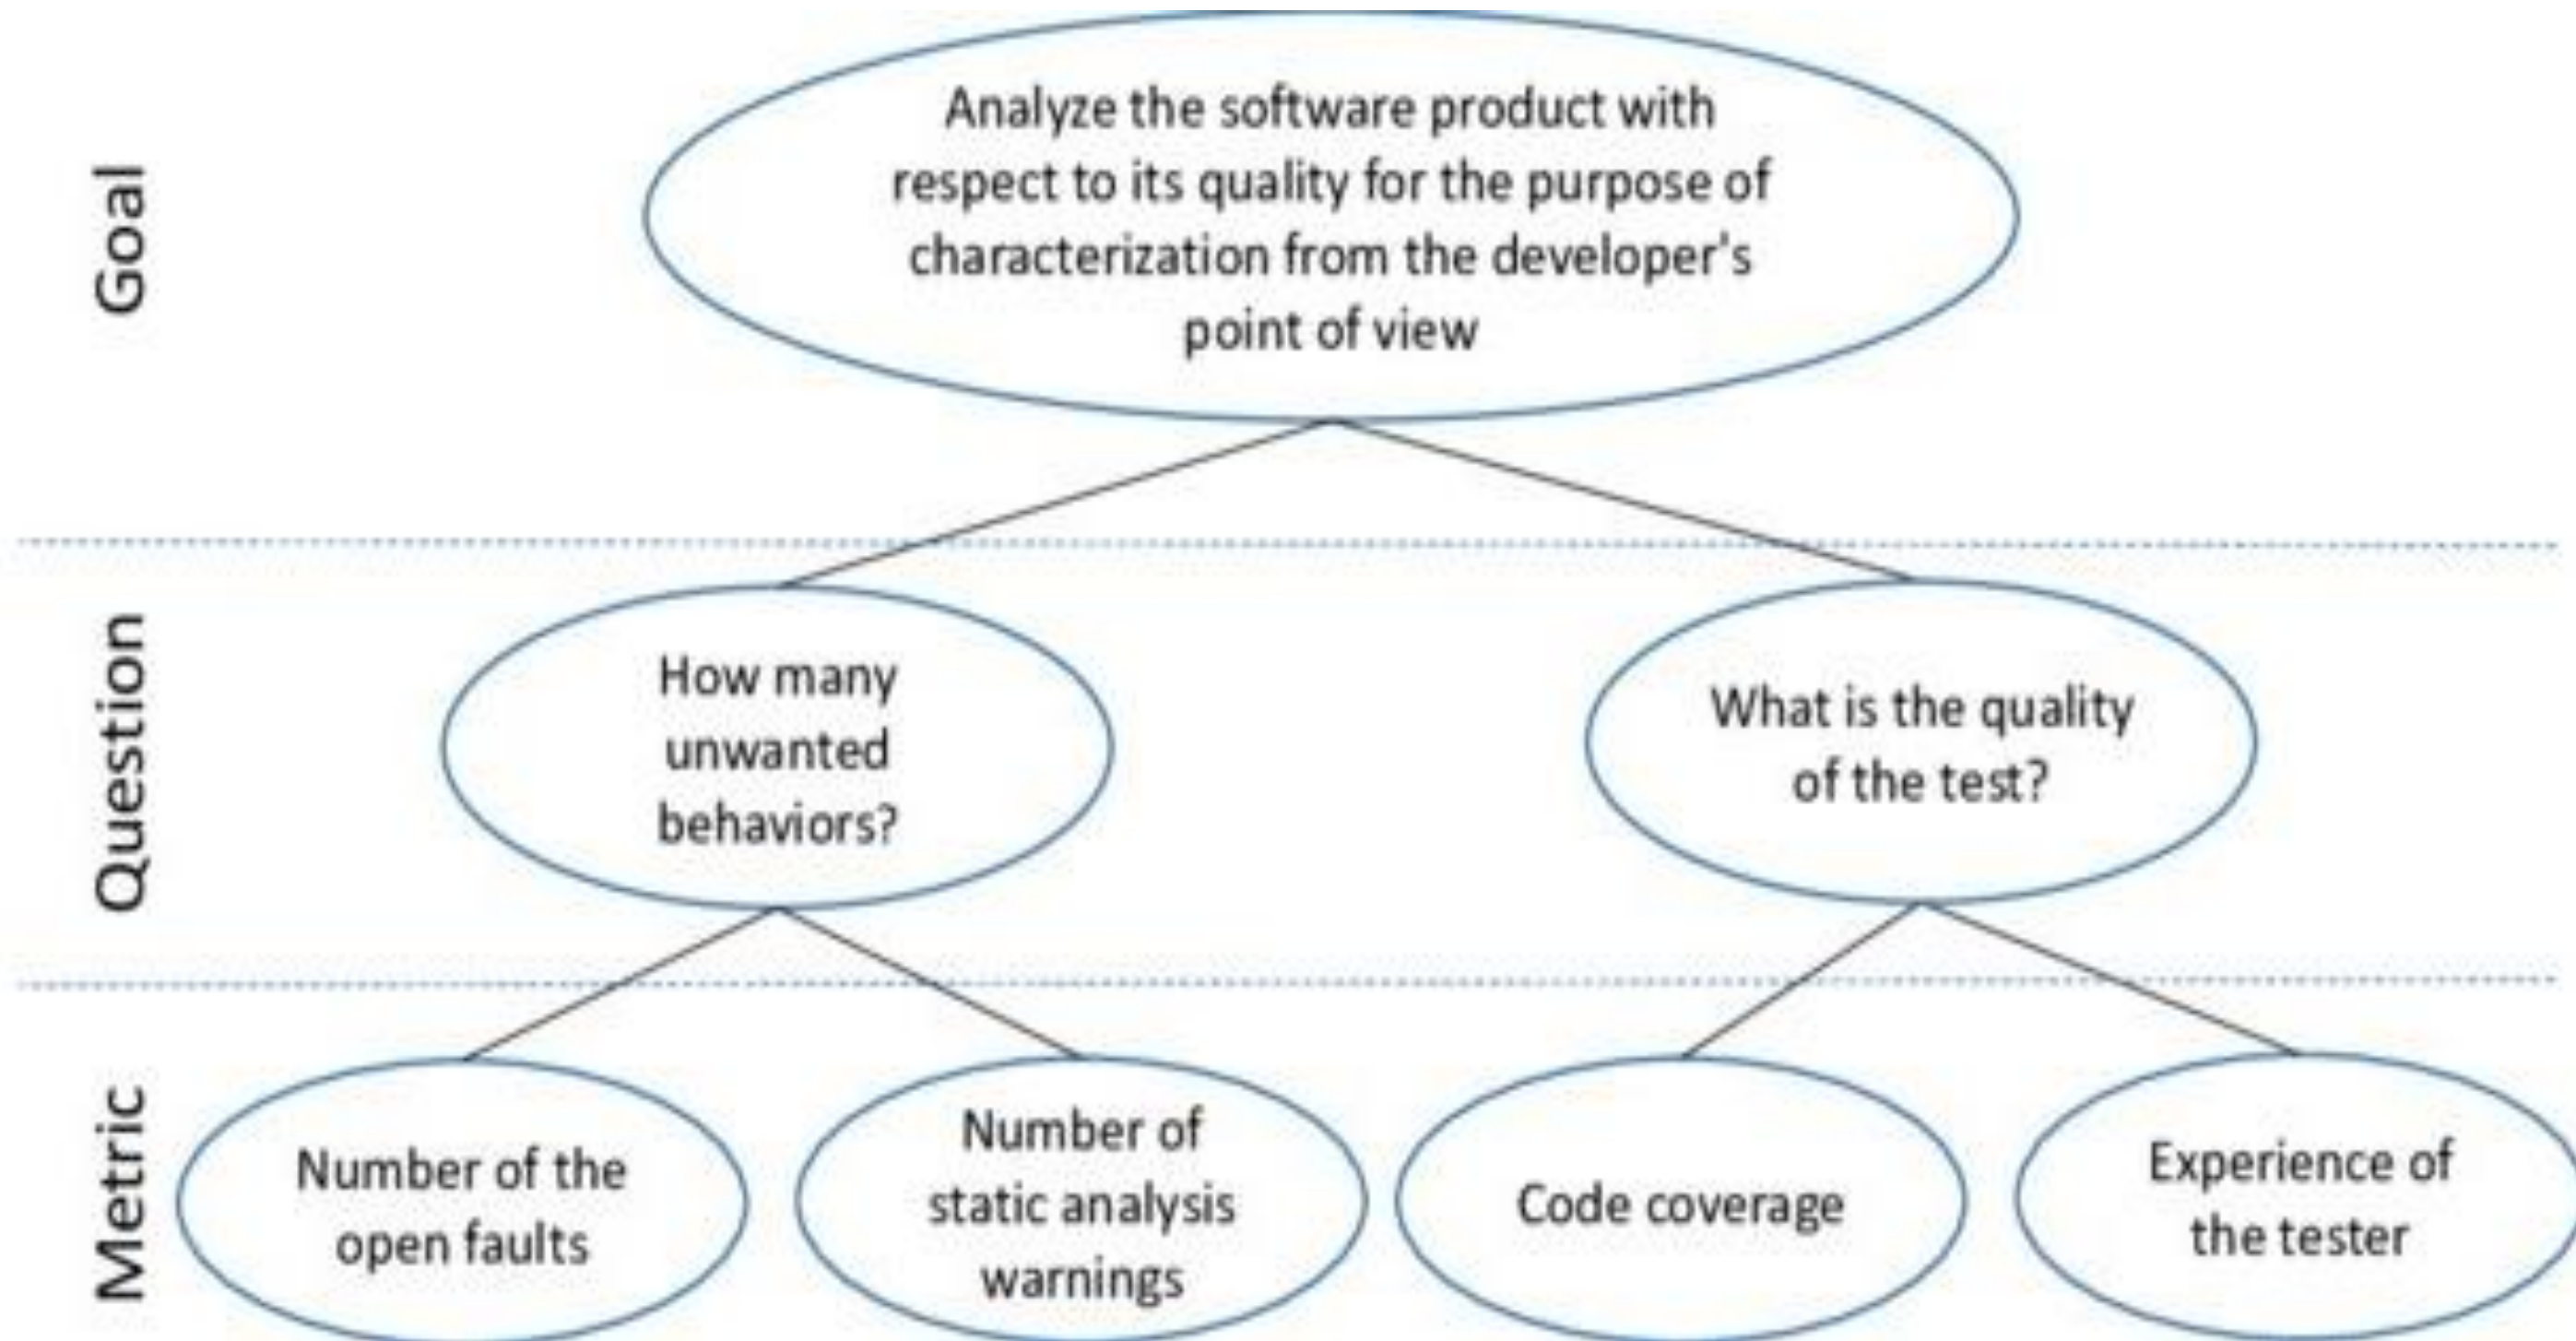 Goal
Analyze the software product with
respect to its quality for the purpose of
characterization from the developer's
point of view
Question
How many
unwanted
behaviors?
What is the quality
of the test?
Metric
Number of the
open faults
Number of
static analysis
warnings
Code coverage
Experience of
the tester